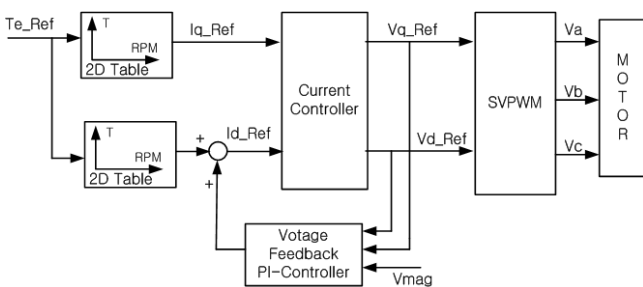 Te_Ref
T
RPM
2D Table
Iq_Ref
Current
Controller
Vq_Ref
SVPWM
Va
Vb
Vc
MOTOR
T
RPM
2D Table
+
+
Id_Ref
Vd_Ref
Votage
Feedback
PI-Controller
Vmag